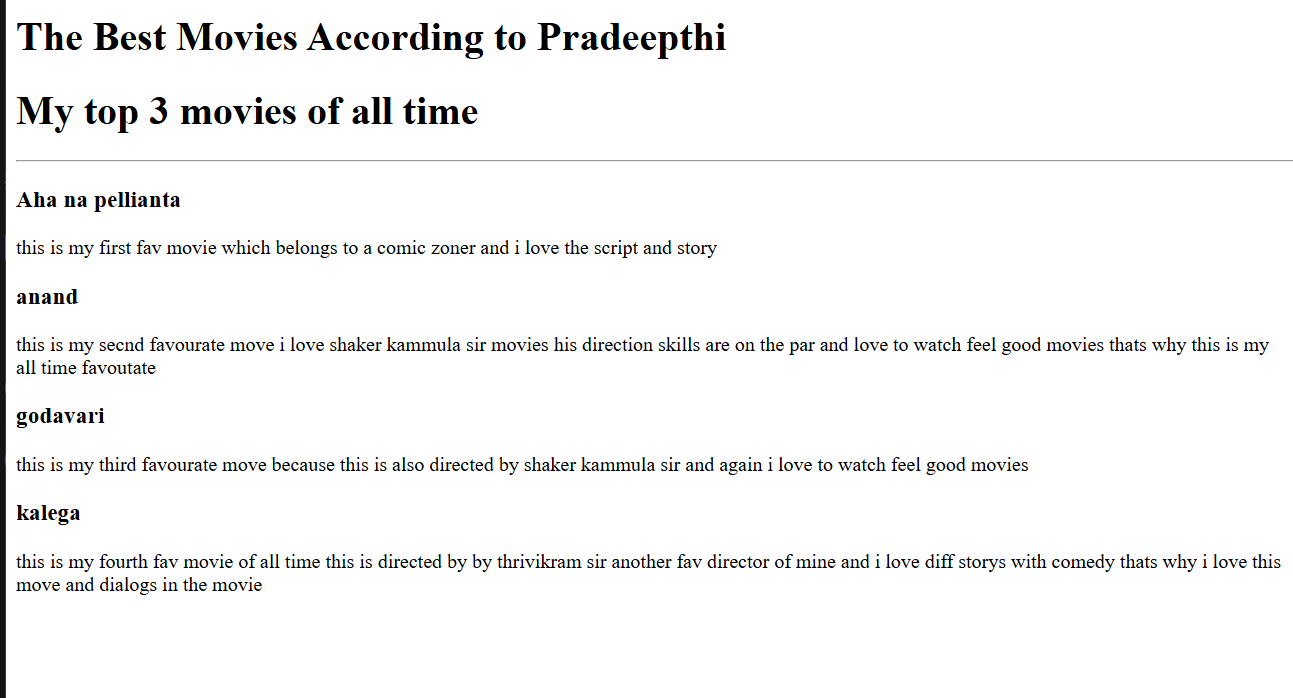 The Best Movies According to Pradeepthi
My top 3 movies of all time
Aha na pellianta
this is my first fav movie which belongs to a comic zoner and i love the script and story
anand
this is my secnd favourate move i love shaker kammula sir movies his direction skills are on the par and love to watch feel good movies thats why this is my
all time favoutate
godavari
this is my third favourate move because this is also directed by shaker kammula sir and again i love to watch feel good movies
kalega
this is my fourth fav movie of all time this is directed by by thrivikram sir another fav director of mine and i love diff storys with comedy thats why i love this
move and dialogs in the movie